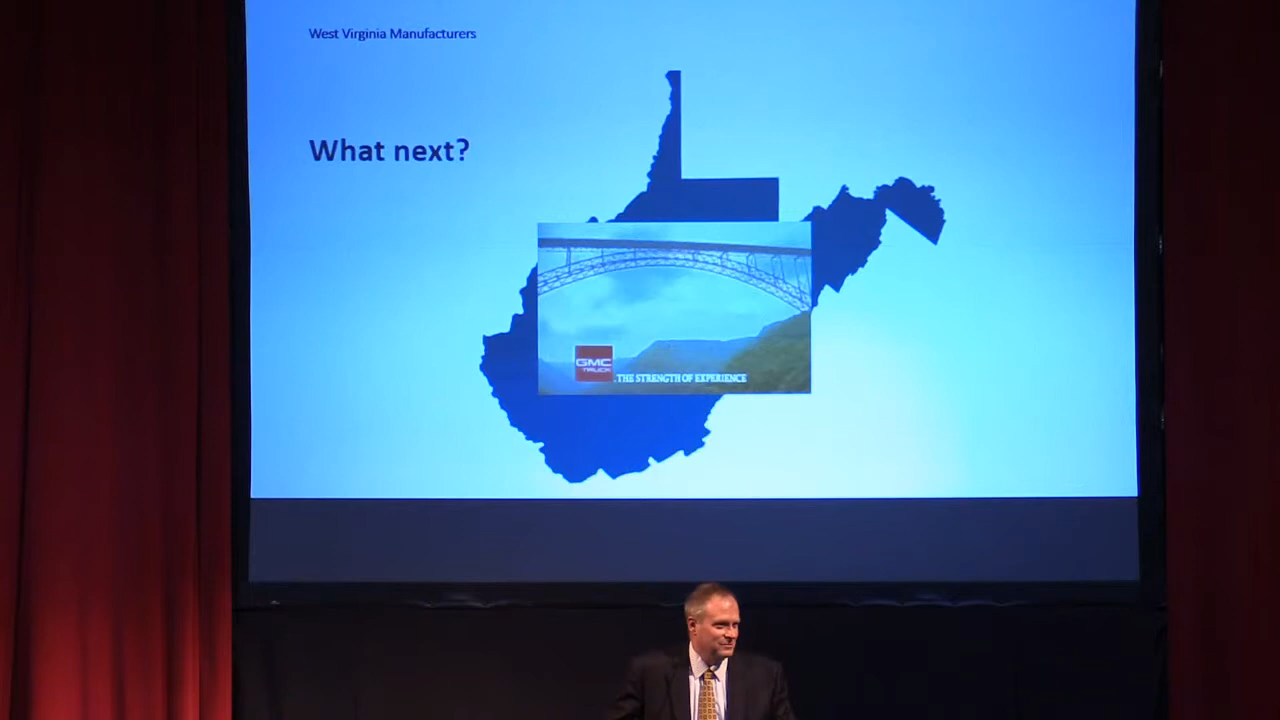 West Virginia Manufacturers
What next?
GMC
TRUCK
THE STRENGTH OF EXPERIENCE